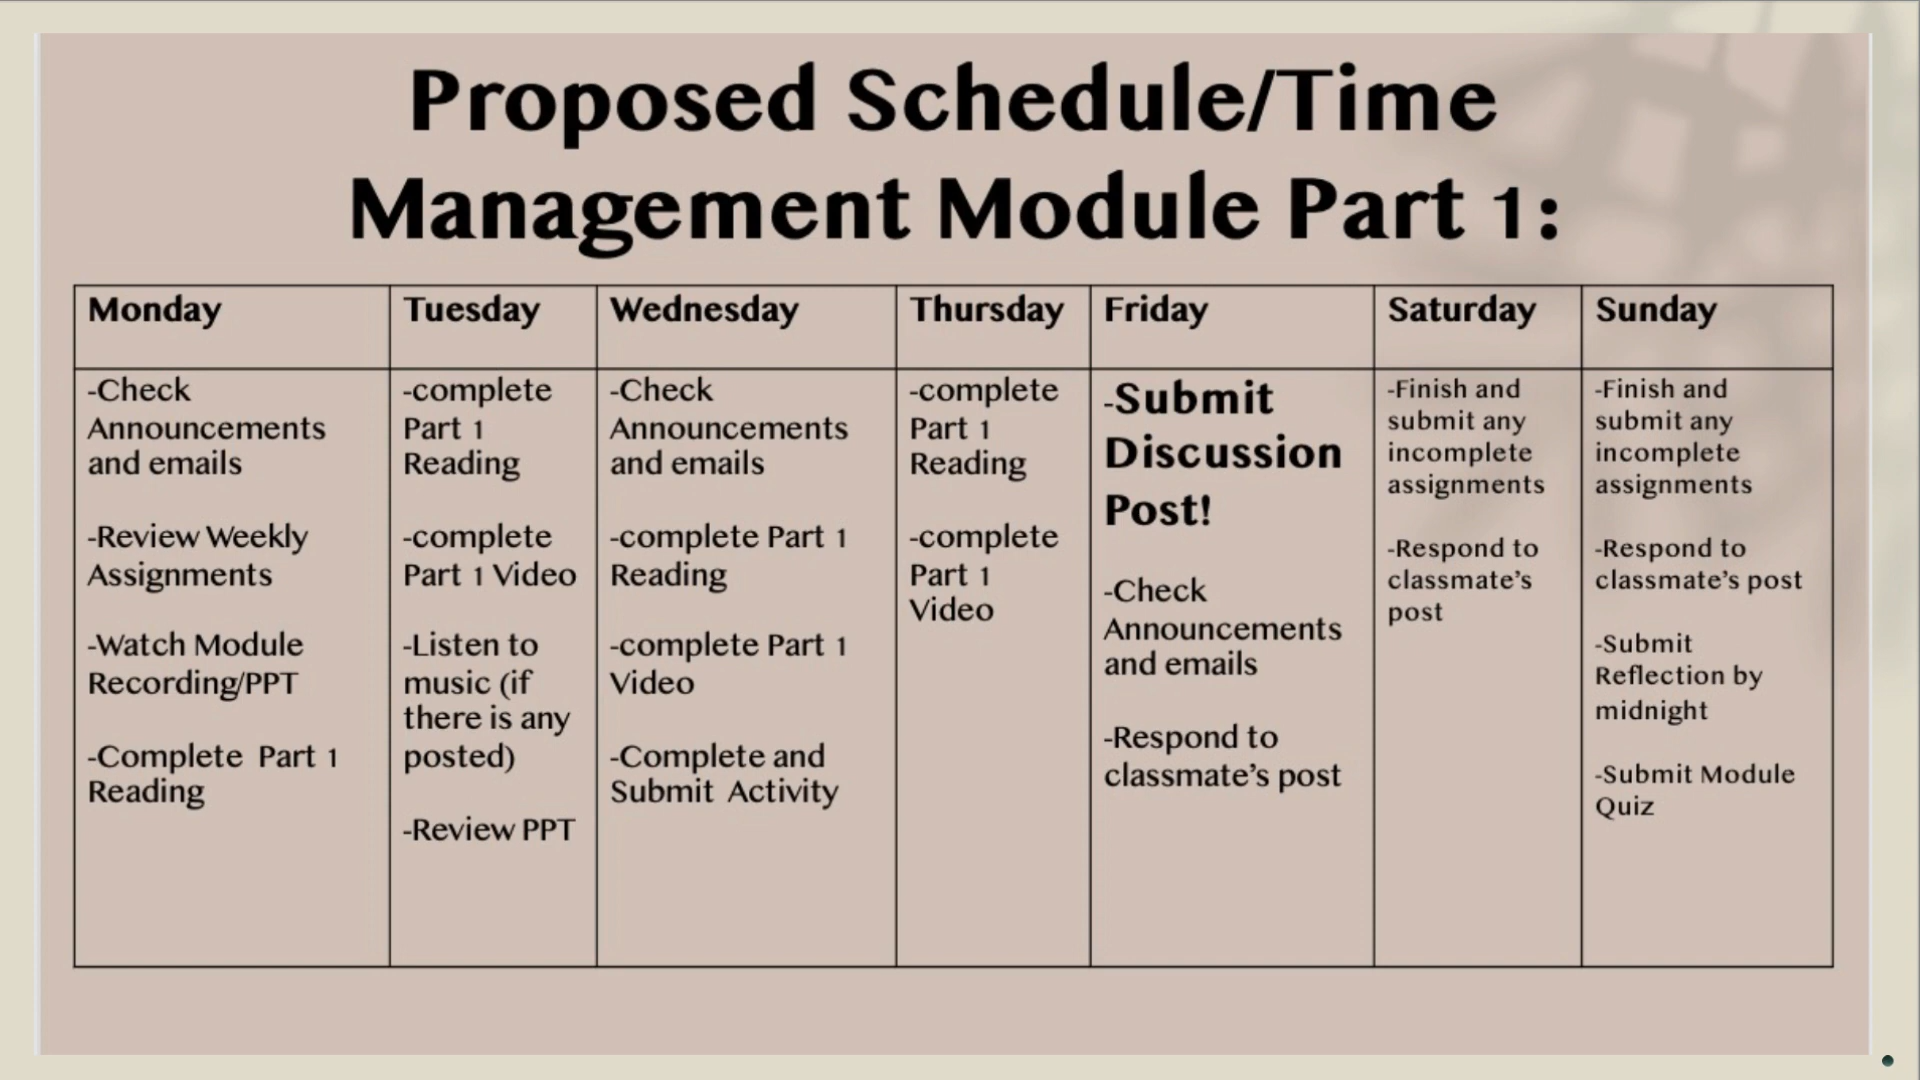 Proposed Schedule/Time
Management Module Part 1:
Monday
Tuesday
Wednesday
Thursday
Friday
Saturday
Sunday
-Check
Announcements
and emails
-Review Weekly
Assignments
-Watch Module
Recording/PPT
-Complete Part 1
Reading
-complete
Part 1
Reading
-complete
Part 1 Video
-Listen to
music (if
there is any
posted)
-Review PPT
-Check
Announcements
and emails
-complete Part 1
Reading
-complete Part 1
Video
-Complete and
Submit Activity
-complete
Part 1
Reading
-complete
Part 1
Video
-Submit
Discussion
Post!
-Check
Announcements
and emails
-Respond to
classmate's post
-Finish and
submit any
incomplete
assignments
-Respond to
classmate's
post
-Finish and
submit any
incomplete
assignments
-Respond to
classmate's post
-Submit
Reflection by
midnight
-Submit Module
Quiz